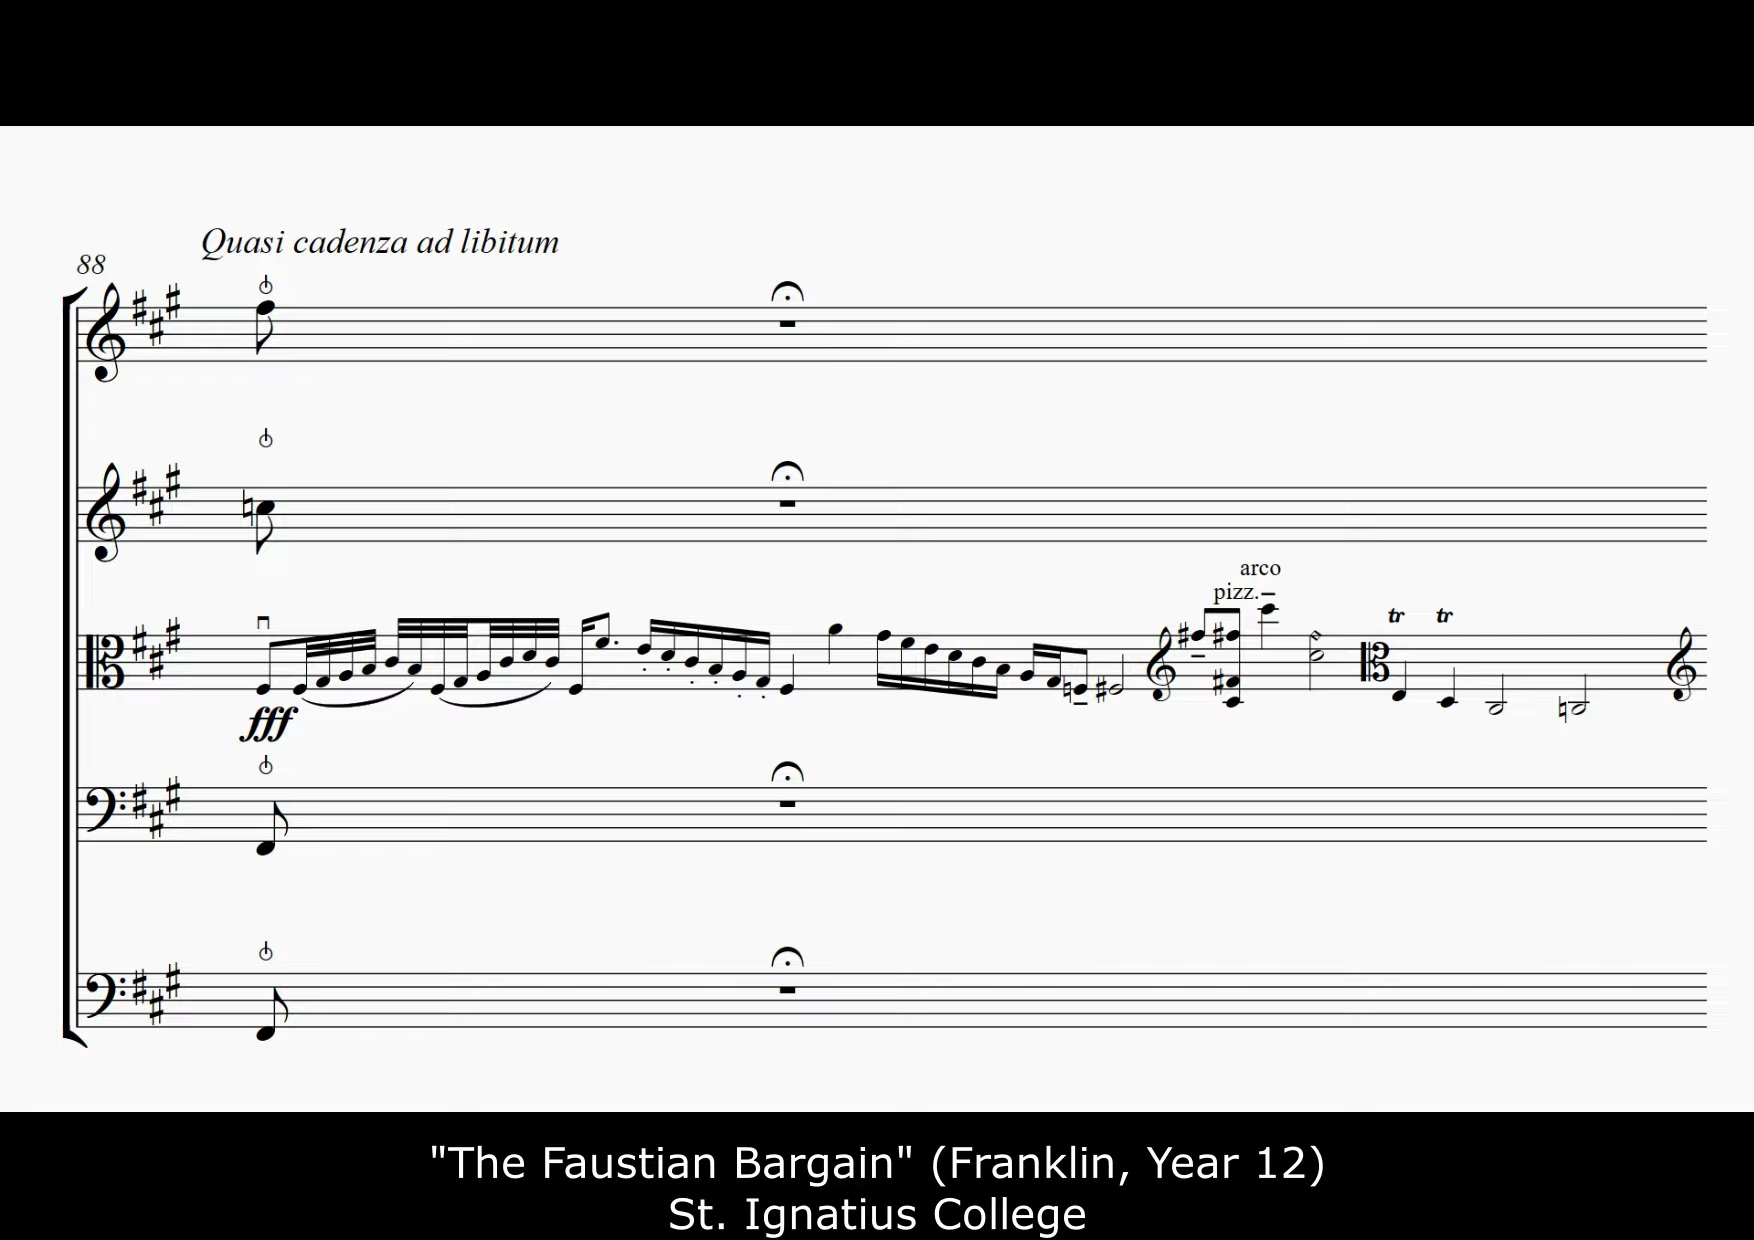 Quasi cadenza ad libitum
88
arco
pizz.
tr tr
fff
"The Faustian Bargain" (Franklin, Year 12)
St. Ignatius College